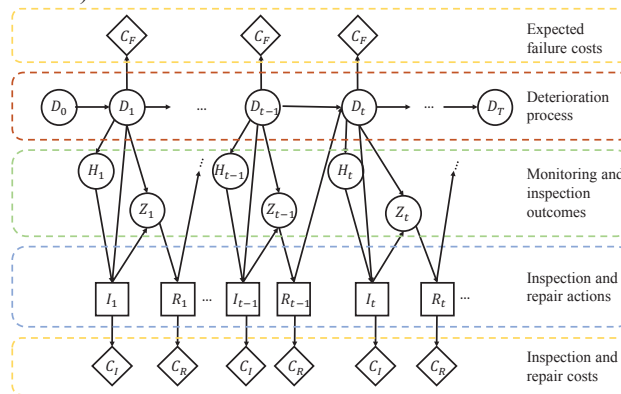 C_F C_F C_F
Expected
failure costs
D_0 D_1 ... D_{t-1} D_t ... D_T
Deterioration
process
H_1 H_{t-1} H_t
Z_1 Z_{t-1} Z_t
Monitoring and
inspection
outcomes
I_1 R_1 ... I_{t-1} R_{t-1} I_t R_t ...
Inspection and
repair actions
C_I C_R C_I C_R C_I C_R
Inspection and
repair costs